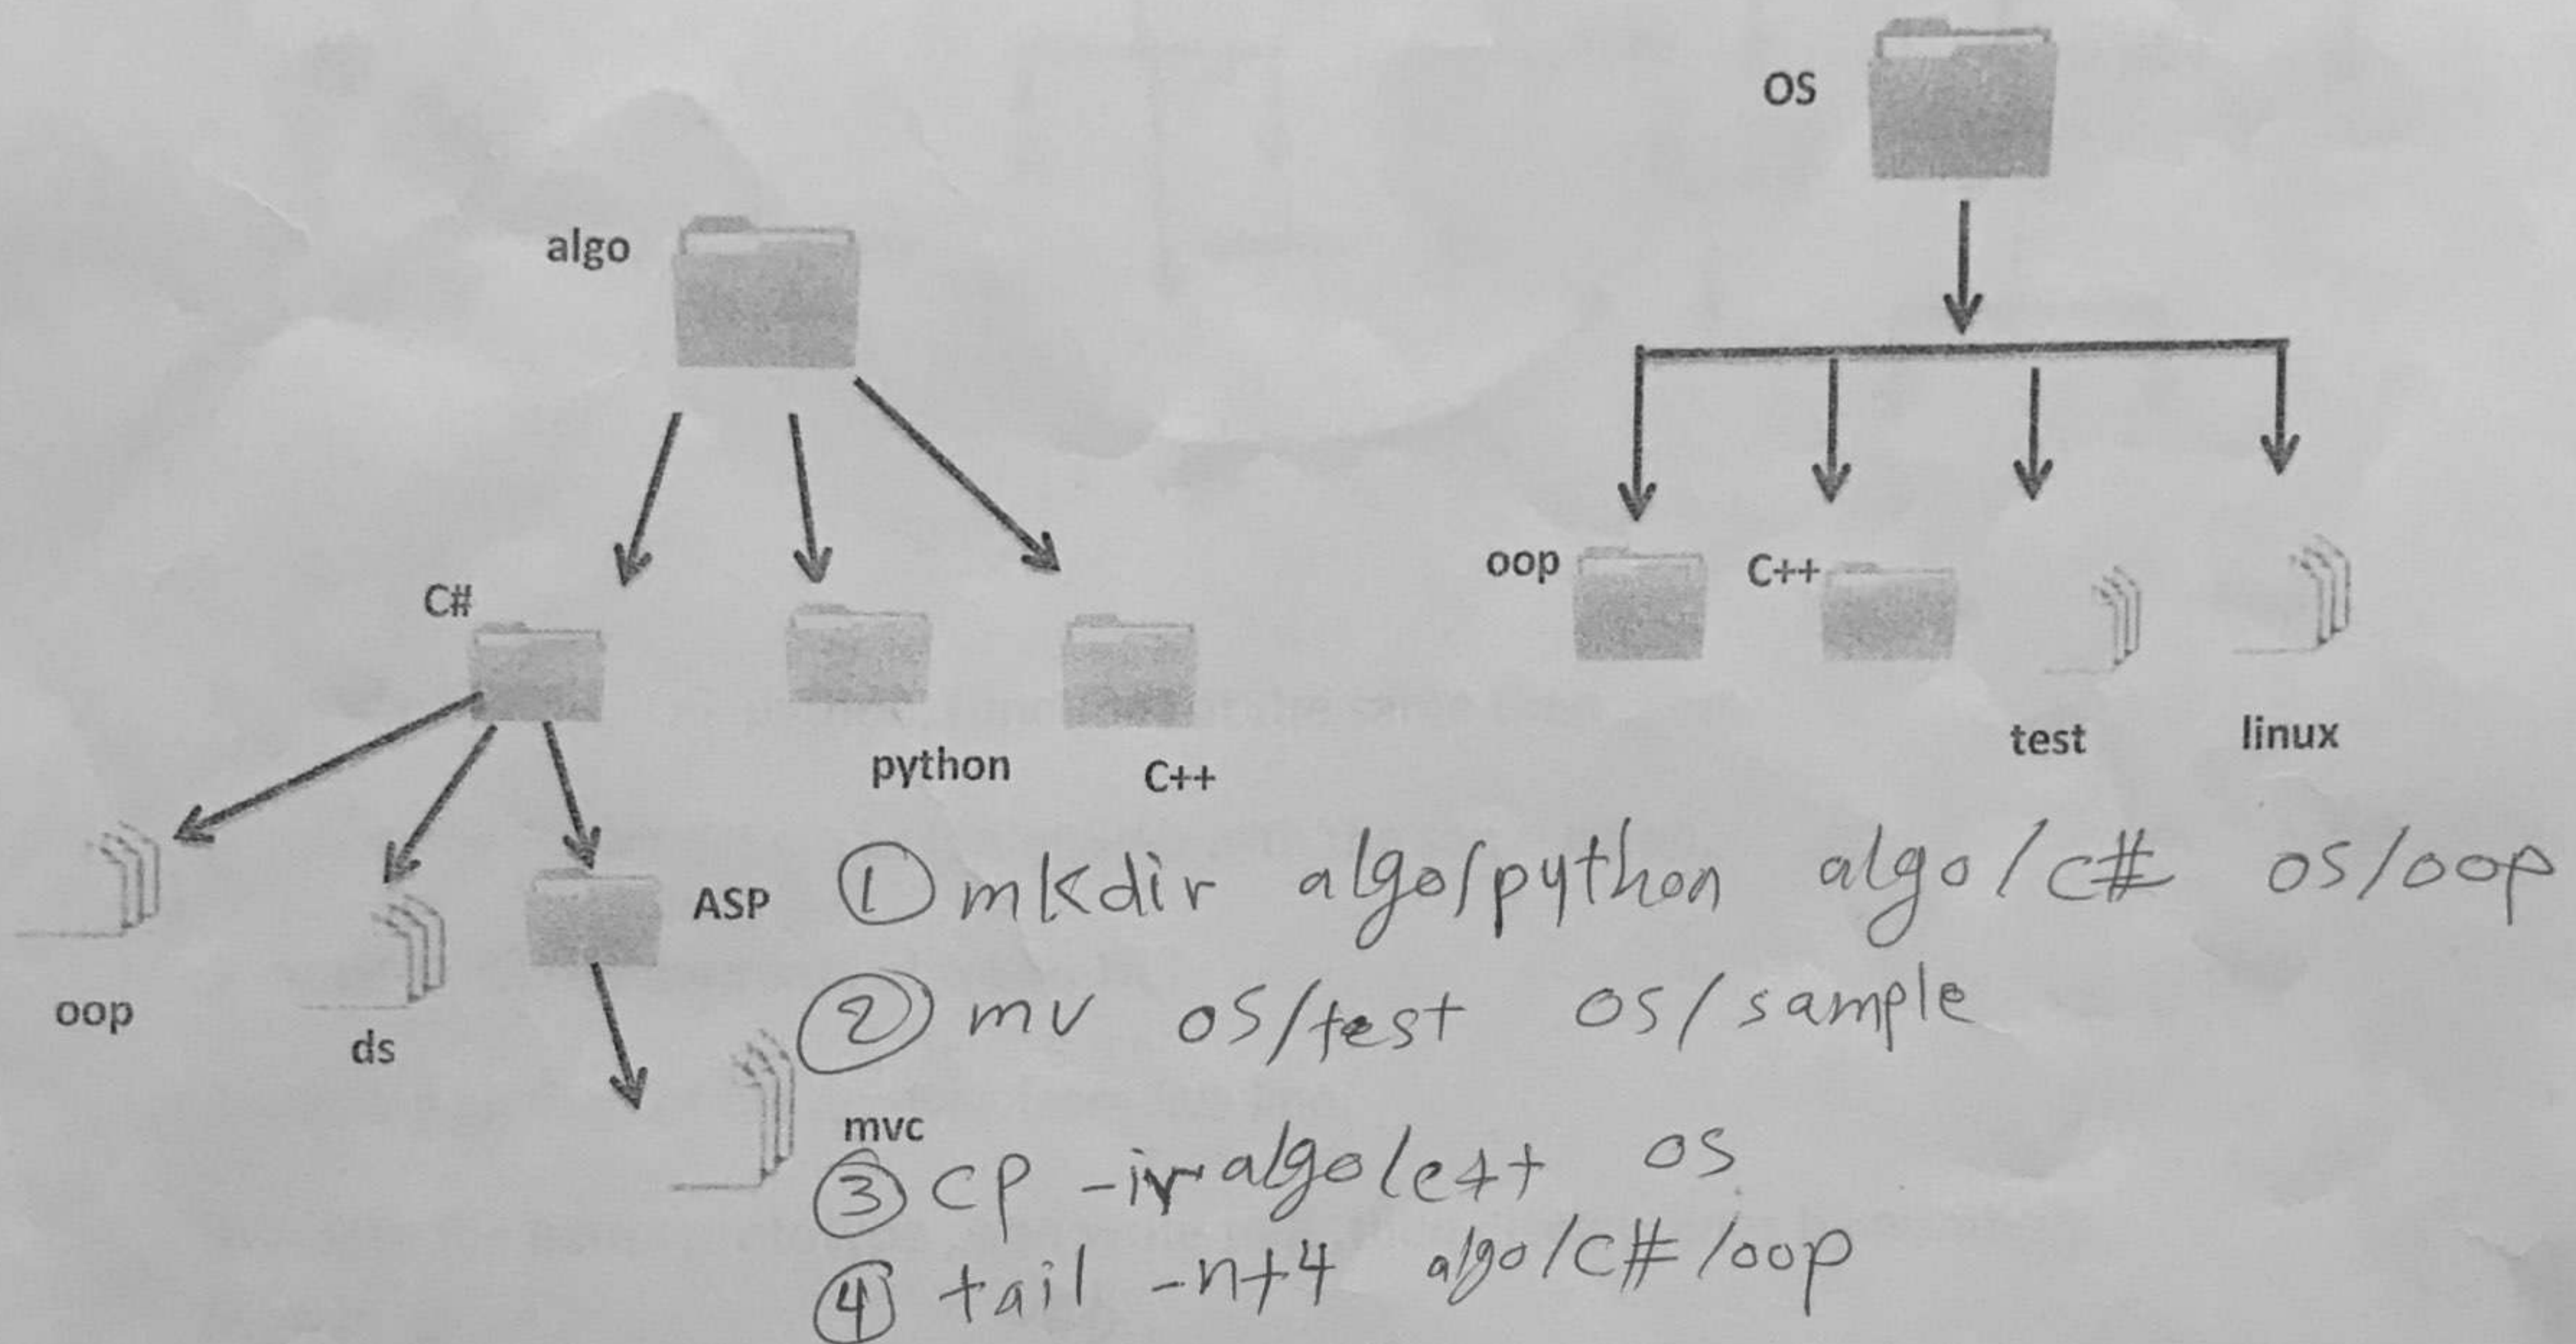 OS
algo
oop C++
C#
test linux
python C++
ASP
oop
ds
mvc
① mkdir algo/python algo/c# os/oop
② mv os/test os/sample
③ cp -ir algo/c++ os
④ tail -n+4 algo/c#/oop